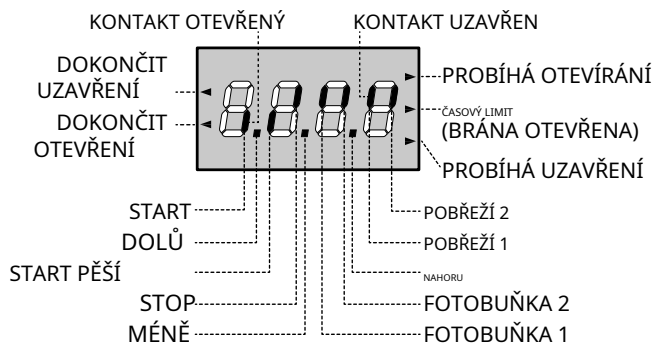 KONTAKT OTEVŘENÝ
KONTAKT UZAVŘEN
DOKONČIT
UZAVŘENÍ
DOKONČIT
OTEVŘENÍ
PROBÍHÁ OTEVÍRÁNÍ
ČASOVÝ LIMIT
(BRÁNA OTEVŘENA)
PROBÍHÁ UZAVŘENÍ
START
DOLŮ
START PĚŠÍ
STOP
MÉNĚ
POBŘEŽÍ 2
POBŘEŽÍ 1
NAHORU
FOTOBUŇKA 2
FOTOBUŇKA 1